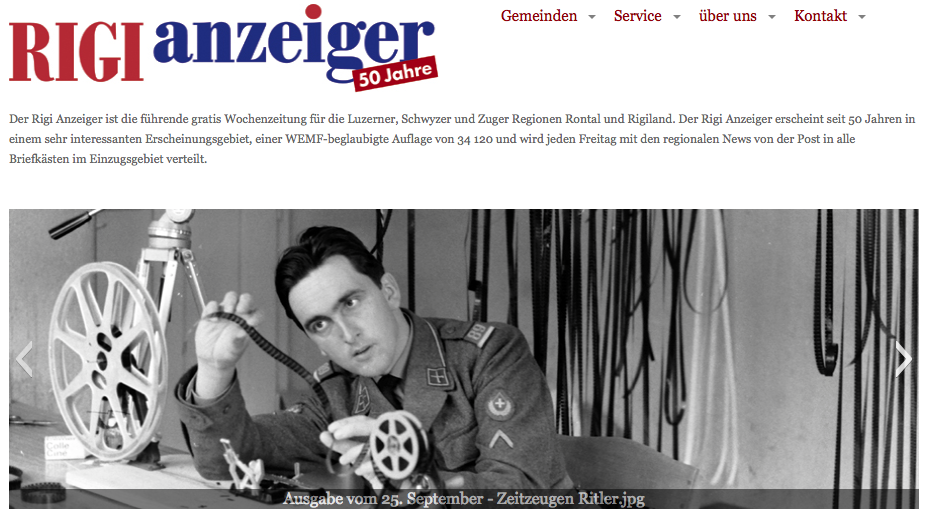 RIGI anzeiger
50 Jahre
Gemeinden Service über uns Kontakt
Der Rigi Anzeiger ist die führende gratis Wochenzeitung für die Luzerner, Schwyzer und Zuger Regionen Rontal und Rigiland. Der Rigi Anzeiger erscheint seit 50 Jahren in
einem sehr interessanten Erscheinungsgebiet, einer WEMF-beglaubigte Auflage von 34 120 und wird jeden Freitag mit den regionalen News von der Post in alle
Briefkästen im Einzugsgebiet verteilt.
89
Colle
Cine
Ausgabe vom 25. September - Zeitzeugen Ritler.jpg